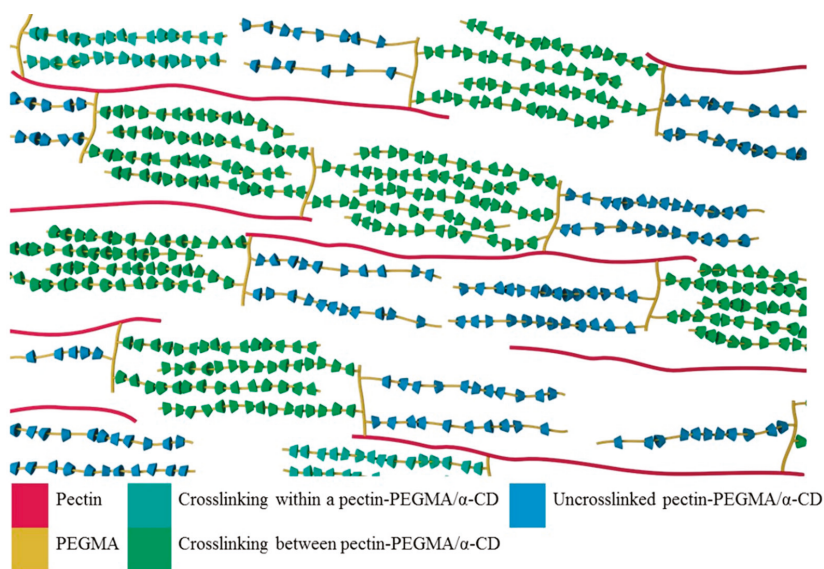 Pectin
Crosslinking within a pectin-PEGMA/α-CD
Uncrosslinked pectin-PEGMA/α-CD
PEGMA
Crosslinking between pectin-PEGMA/α-CD